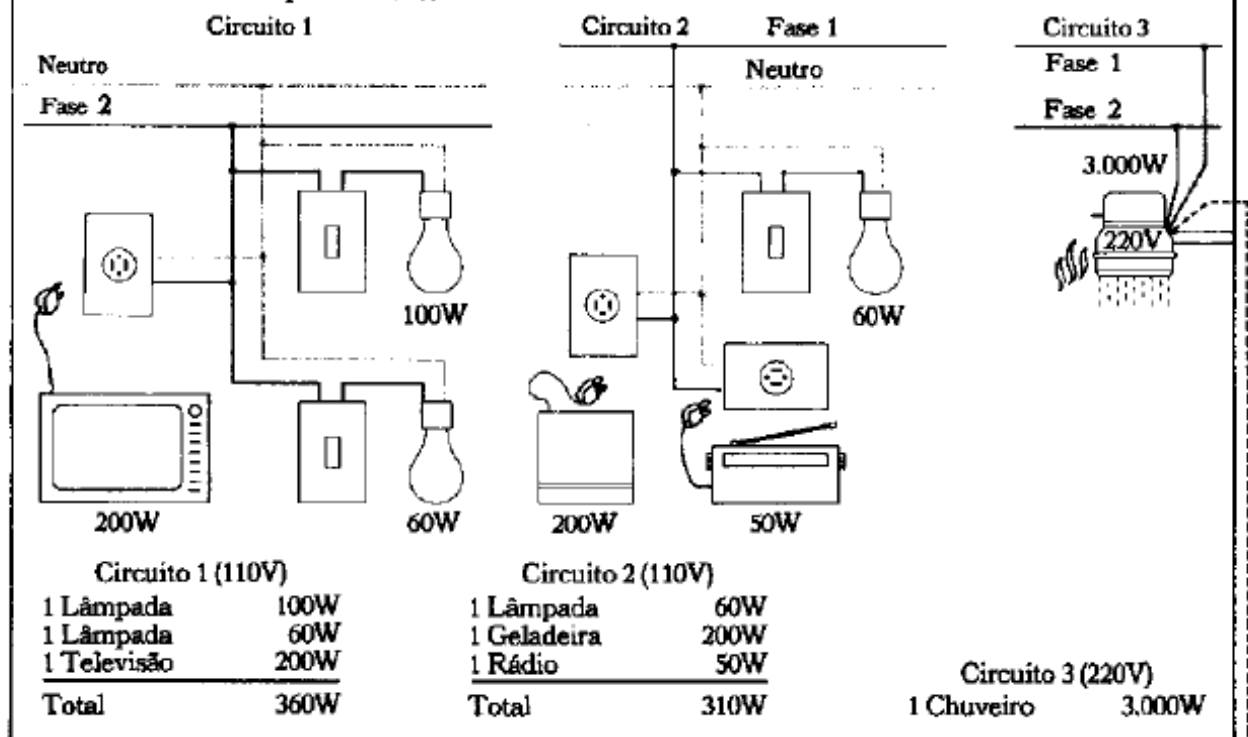 Circuito 1
Neutro
Fase 2
100W
200W
60W
Circuito 2 Fase 1
Neutro
60W
200W
50W
Circuito 3
Fase 1
Fase 2
3.000W
220V
Circuito 1 (110V)
1 Lâmpada 100W
1 Lâmpada 60W
1 Televisão 200W
Total 360W
Circuito 2 (110V)
1 Lâmpada 60W
1 Geladeira 200W
1 Rádio 50W
Total 310W
Circuito 3 (220V)
1 Chuveiro 3.000W